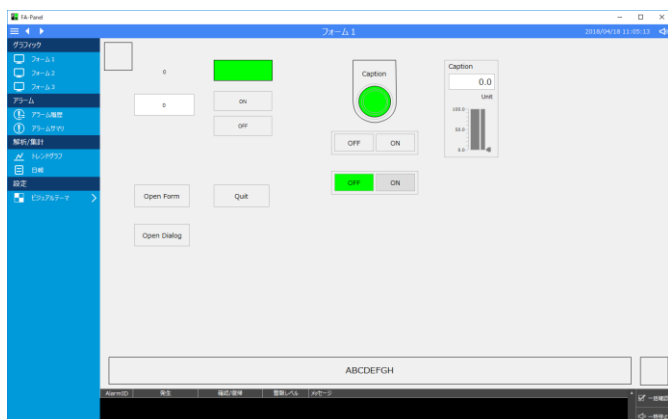 FA-Panel
フォーム 1
2018/04/18 11:05:13
グラフィック
フォーム 1
フォーム 2
フォーム 3
アラーム
アラーム履歴
アラームサマリ
解析/集計
トレンドグラフ
日報
設定
ビジュアルテーマ
0
0
ON
OFF
Caption
OFF ON
OFF ON
Caption
0.0
Unit
100.0
50.0
0.0
Open Form
Quit
Open Dialog
ABCDEFGH
AlarmID 発生 確認/復帰 警報レベル メッセージ
一括確認